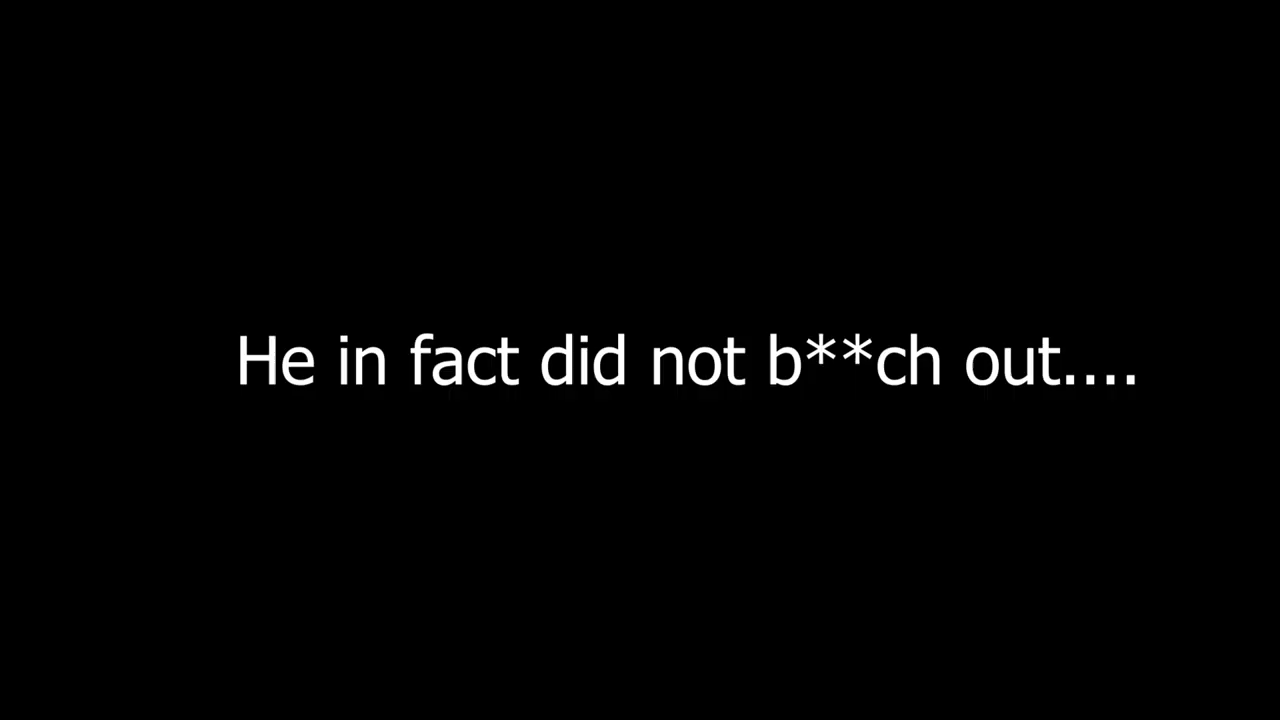 He in fact did not b**ch out....